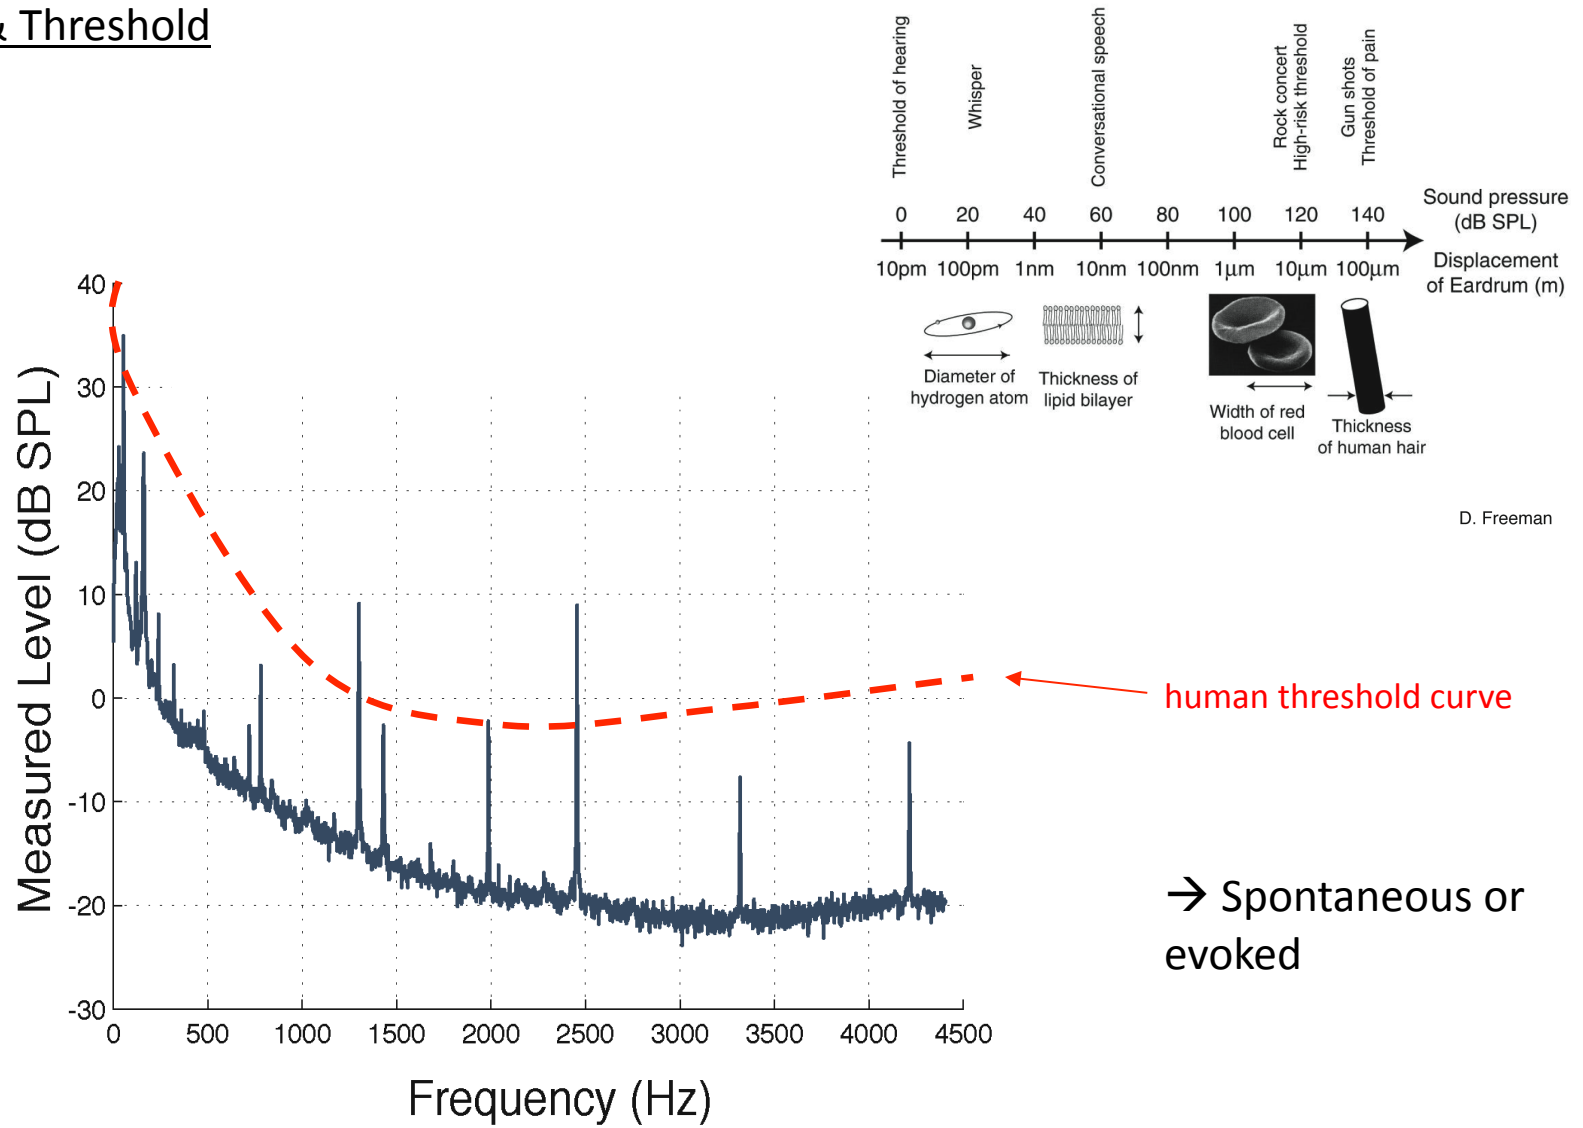 & Threshold
Threshold of hearing
Whisper
Conversational speech
Rock concert
High-risk threshold
Gun shots
Threshold of pain
0 20 40 60 80 100 120 140
Sound pressure
(dB SPL)
10pm 100pm 1nm 10nm 100nm 1μm 10μm 100μm
Displacement
of Eardrum (m)
Diameter of
hydrogen atom
Thickness of
lipid bilayer
Width of red
blood cell
Thickness
of human hair
D. Freeman
Measured Level (dB SPL)
40
30
20
10
0
-10
-20
-30
0 500 1000 1500 2000 2500 3000 3500 4000 4500
Frequency (Hz)
human threshold curve
→ Spontaneous or
evoked